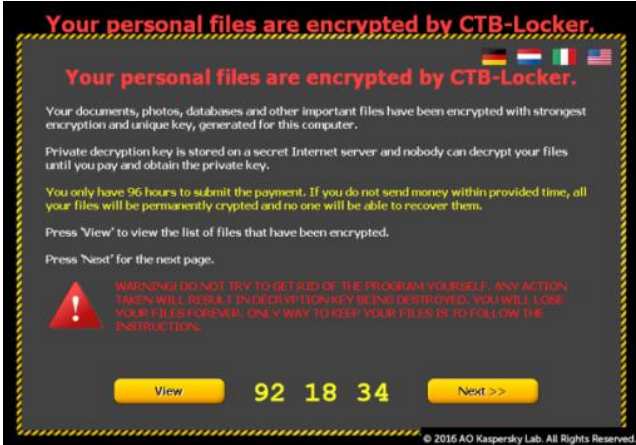 Your personal files are encrypted by CTB-Locker.
Your personal files are encrypted by CTB-Locker.
Your documents, photos, databases and other important files have been encrypted with strongest
encryption and unique key, generated for this computer.
Private decryption key is stored on a secret Internet server and nobody can decrypt your files
until you pay and obtain the private key.
You only have 96 hours to submit the payment. If you do not send money within provided time, all
your files will be permanently crypted and no one will be able to recover them.
Press 'View' to view the list of files that have been encrypted.
Press 'Next' for the next page.
WARNING! DO NOT TRY TO GET RID OF THE PROGRAM YOURSELF. ANY ACTION
TAKEN WILL RESULT IN DECRYPTION KEY BEING DESTROYED. YOU WILL LOSE
YOUR FILES FOREVER. ONLY WAY TO KEEP YOUR FILES IS TO FOLLOW THE
INSTRUCTION.
View 92 18 34 Next >>
© 2016 AO Kaspersky Lab. All Rights Reserved.